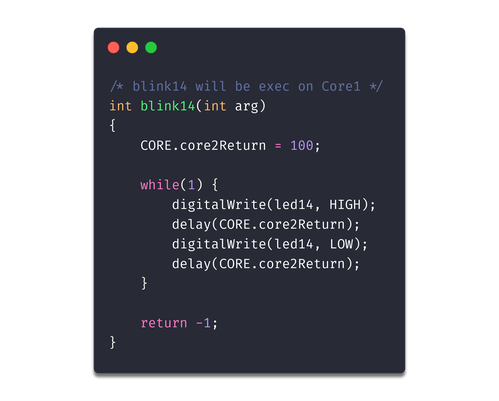 /* blink14 will be exec on Core1 */
int blink14(int arg)
{
    CORE.core2Return = 100;

    while(1) {
        digitalWrite(led14, HIGH);
        delay(CORE.core2Return);
        digitalWrite(led14, LOW);
        delay(CORE.core2Return);
    }

    return -1;
}